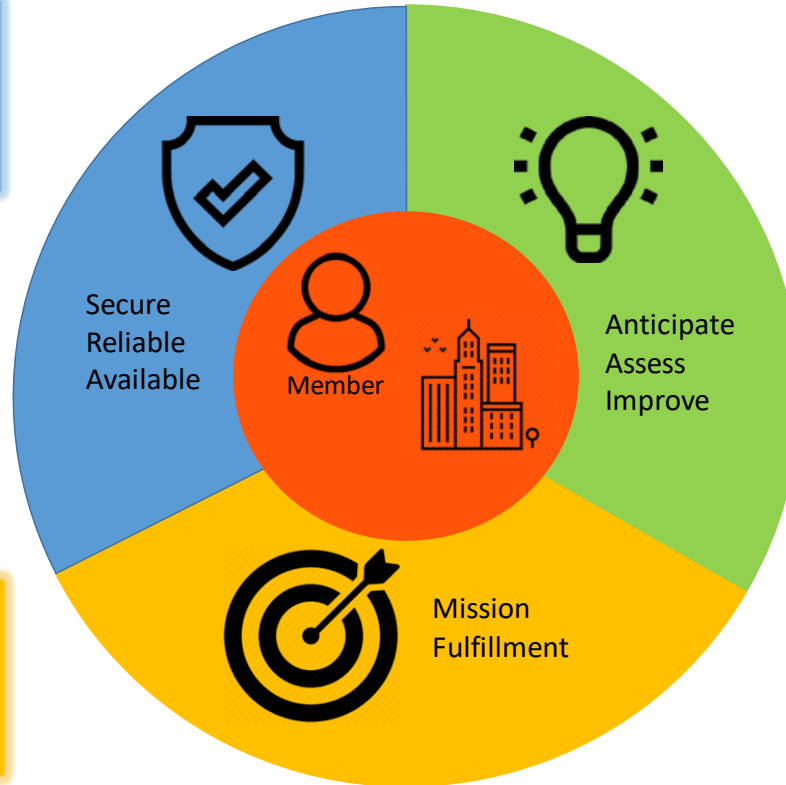 Secure
Reliable
Available
Member
Anticipate
Assess
Improve
Mission
Fulfillment